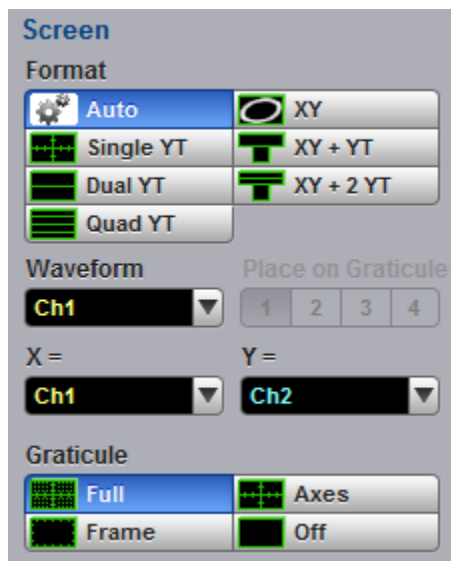 Screen
Format
Auto XY
Single YT XY + YT
Dual YT XY + 2 YT
Quad YT
Waveform Place on Graticule
Ch1 1 2 3 4
X = Y =
Ch1 Ch2
Graticule
Full Axes
Frame Off